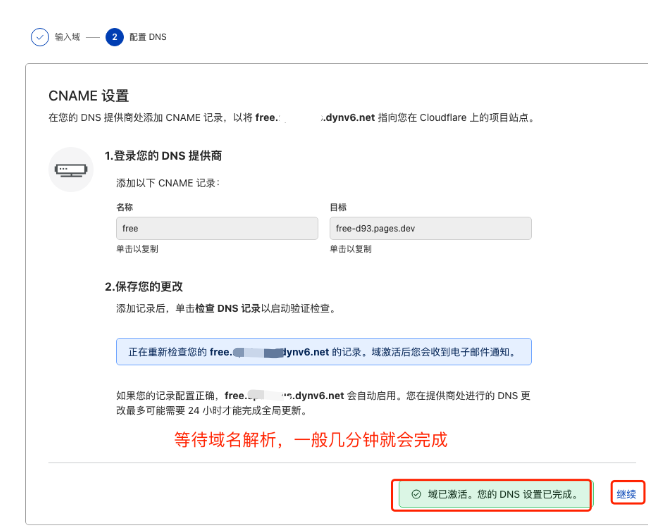 输入域
2 配置 DNS
CNAME 设置
在您的 DNS 提供商处添加 CNAME 记录，以将 free. .dynv6.net 指向您在 Cloudflare 上的项目站点。
1.登录您的 DNS 提供商
添加以下 CNAME 记录：
名称 目标
free free-d93.pages.dev
单击以复制 单击以复制
2.保存您的更改
添加记录后，单击检查 DNS 记录以启动验证检查。
正在重新检查您的 free. dynv6.net 的记录。域激活后您会收到电子邮件通知。
如果您的记录配置正确，free. .dynv6.net 会自动启用。您在提供商处进行的 DNS 更
改最多可能需要 24 小时才能完成全局更新。
等待域名解析，一般几分钟就会完成
域已激活。您的 DNS 设置已完成。 继续